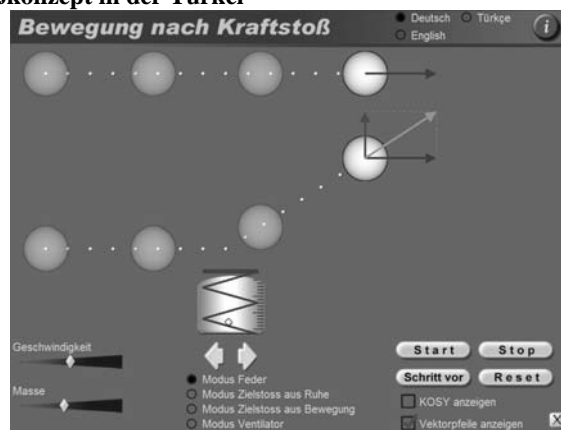 skonzept in der Türkei
Bewegung nach Kraftstoß
Deutsch Türkçe
English
i
Geschwindigkeit
Masse
Modus Feder
Modus Zielstoss aus Ruhe
Modus Zielstoss aus Bewegung
Modus Ventilator
Start Stop
Schritt vor Reset
KOSY anzeigen
Vektorpfeile anzeigen X